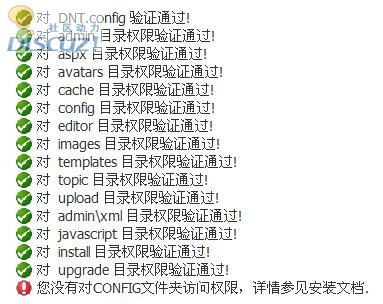 对 DNT.config 验证通过!
社区动力
DISCUZ!
对 admin 目录权限验证通过!
对 aspx 目录权限验证通过!
对 avatars 目录权限验证通过!
对 cache 目录权限验证通过!
对 config 目录权限验证通过!
对 editor 目录权限验证通过!
对 images 目录权限验证通过!
对 templates 目录权限验证通过!
对 topic 目录权限验证通过!
对 upload 目录权限验证通过!
对 admin\xml 目录权限验证通过!
对 javascript 目录权限验证通过!
对 install 目录权限验证通过!
对 upgrade 目录权限验证通过!
您没有对CONFIG文件夹访问权限，详情参见安装文档.